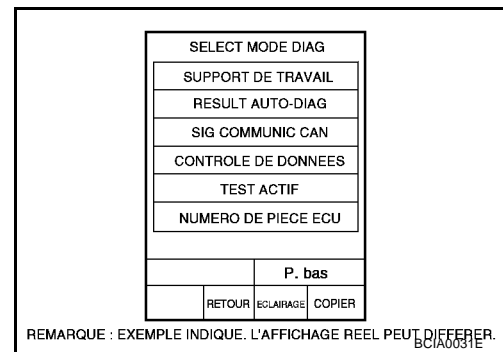 SELECT MODE DIAG
SUPPORT DE TRAVAIL
RESULT AUTO-DIAG
SIG COMMUNIC CAN
CONTROLE DE DONNEES
TEST ACTIF
NUMERO DE PIECE ECU
P. bas
RETOUR ECLAIRAGE COPIER
REMARQUE : EXEMPLE INDIQUE. L'AFFICHAGE REEL PEUT DIFFERER.
BCIA0031E